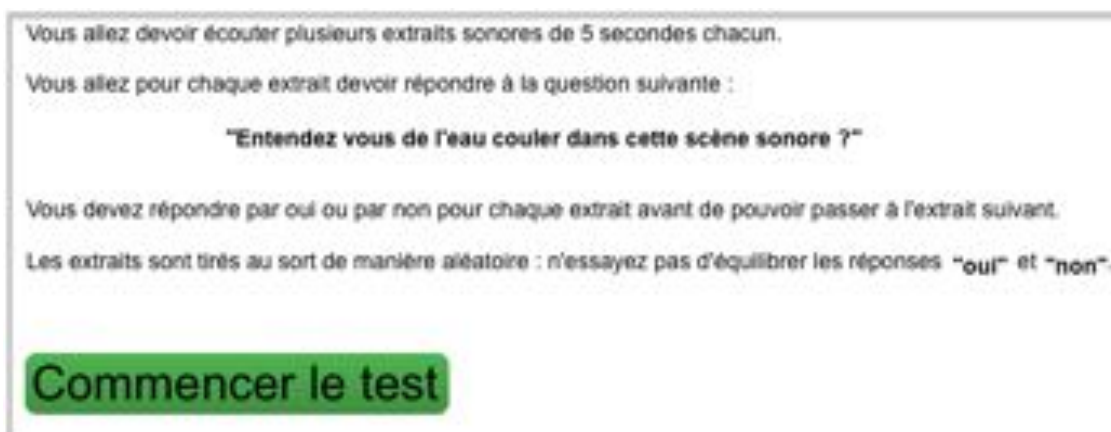 Vous allez devoir écouter plusieurs extraits sonores de 5 secondes chacun.
Vous allez pour chaque extrait devoir répondre à la question suivante :
"Entendez vous de l'eau couler dans cette scène sonore ?"
Vous devez répondre par oui ou par non pour chaque extrait avant de pouvoir passer à l'extrait suivant.
Les extraits sont tirés au sort de manière aléatoire : n'essayez pas d'équilibrer les réponses "oui" et "non".
Commencer le test